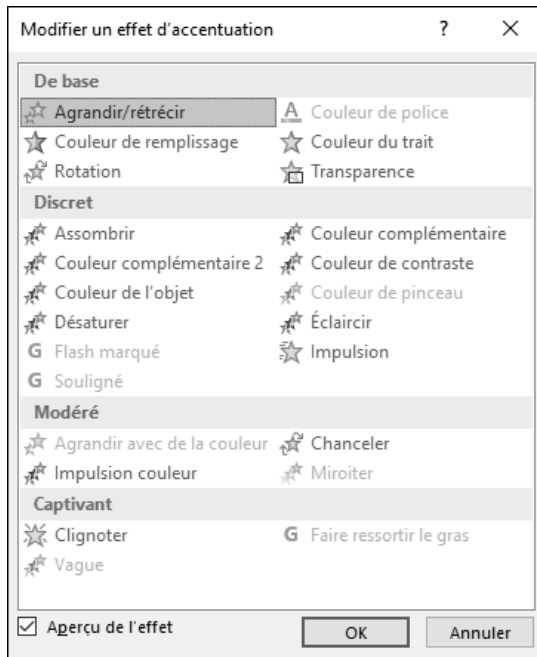 Modifier un effet d'accentuation ? ×
De base
Agrandir/rétrécir A Couleur de police
Couleur de remplissage Couleur du trait
Rotation Transparence
Discret
Assombrir Couleur complémentaire
Couleur complémentaire 2 Couleur de contraste
Couleur de l'objet Couleur de pinceau
Désaturer Éclaircir
G Flash marqué Impulsion
G Souligné
Modéré
Agrandir avec de la couleur Chanceler
Impulsion couleur Miroiter
Captivant
Clignoter G Faire ressortir le gras
Vague
Aperçu de l'effet OK Annuler